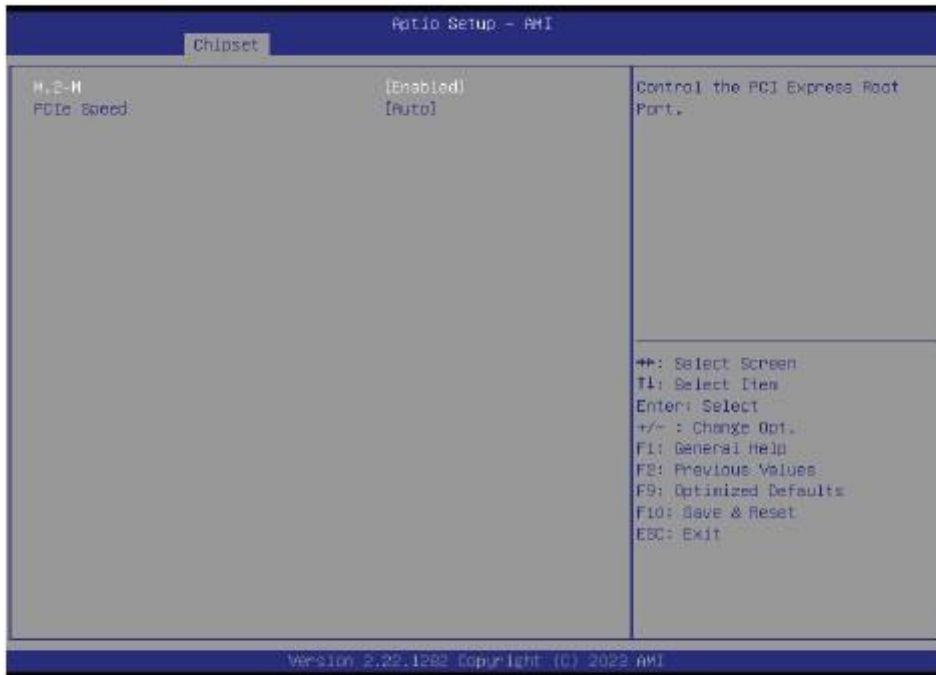 Aptio Setup - AMI
Chipset
M.2-M [Enabled]
PCIe Speed [Auto]
Control the PCI Express Root
Port.
→←: Select Screen
↑↓: Select Item
Enter: Select
+/- : Change Opt.
F1: General Help
F2: Previous Values
F9: Optimized Defaults
F10: Save & Reset
ESC: Exit
Version 2.22.1282 Copyright (C) 2023 AMI